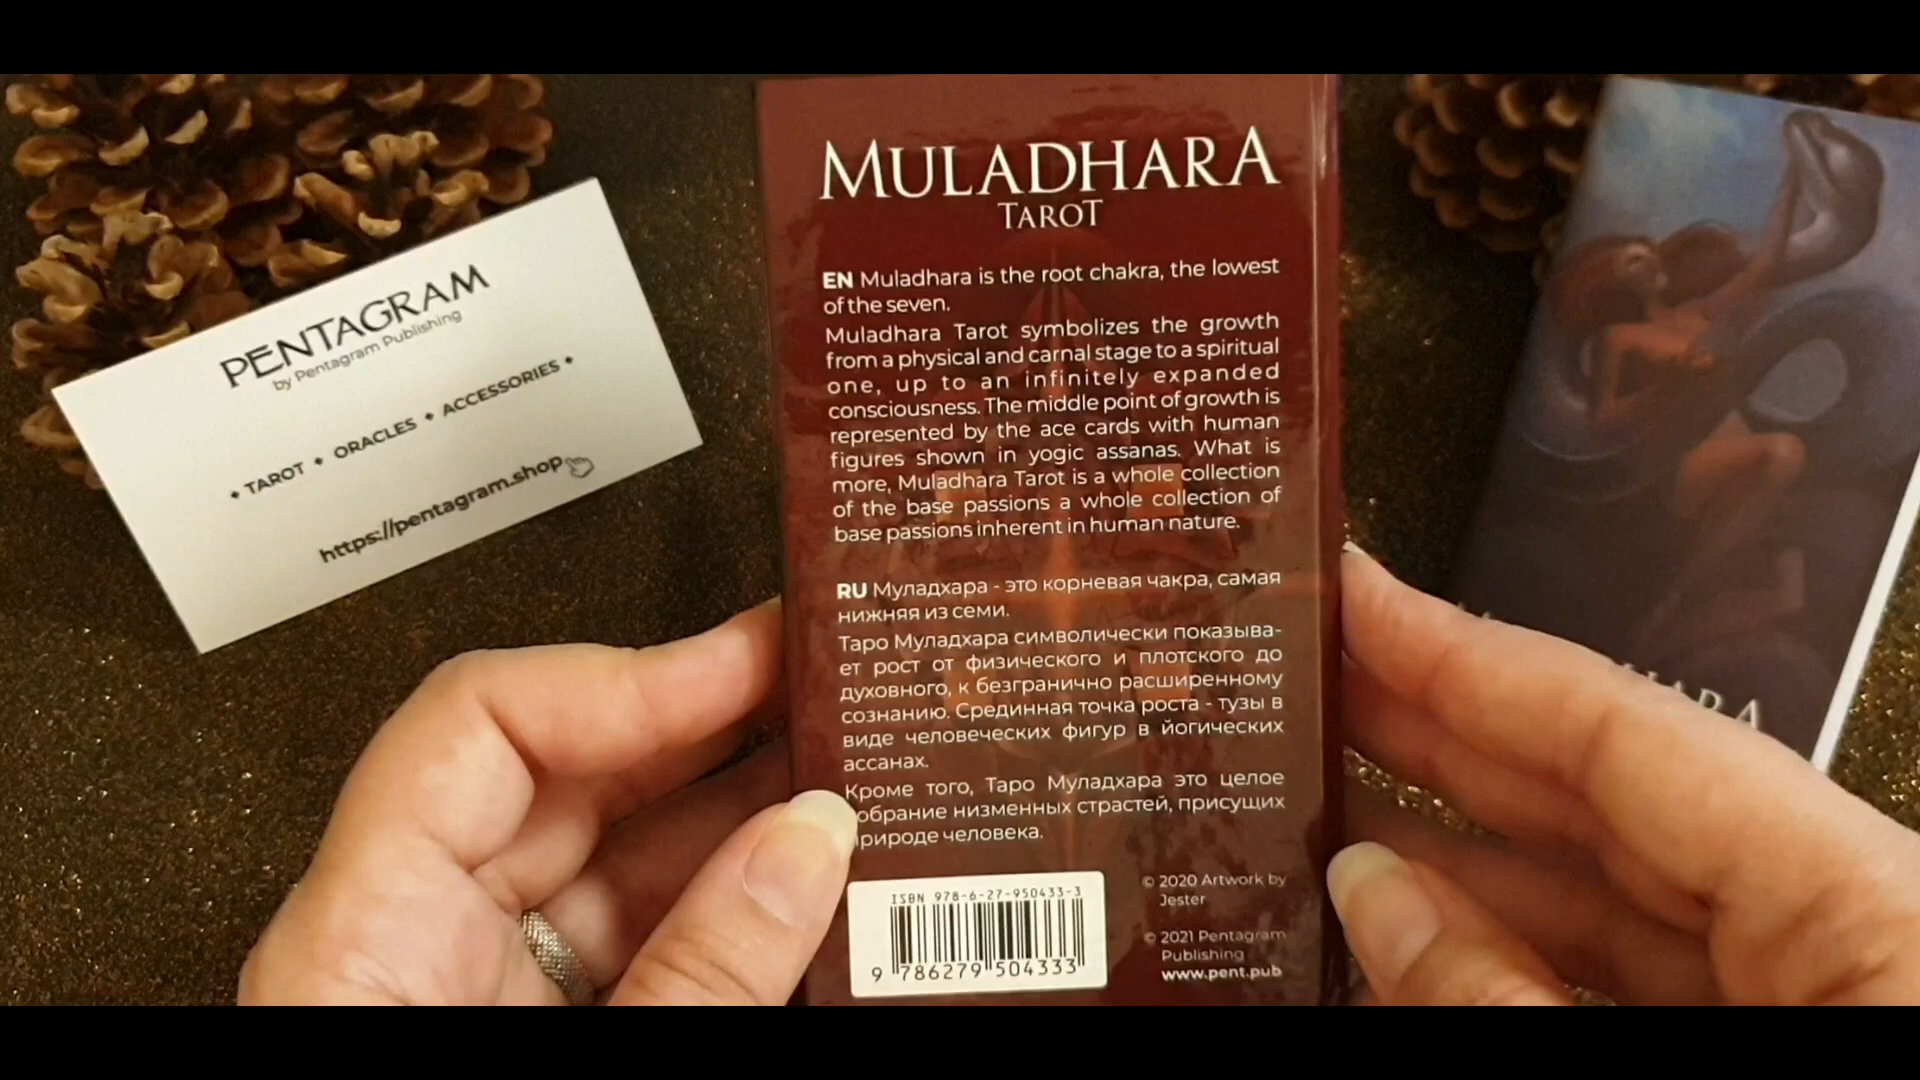 PENTAGRAM
by Pentagram Publishing
✦ TAROT ✦ ORACLES ✦ ACCESSORIES ✦
https://pentagram.shop
MULADHARA
TAROT
EN Muladhara is the root chakra, the lowest
of the seven.
Muladhara Tarot symbolizes the growth
from a physical and carnal stage to a spiritual
one, up to an infinitely expanded
consciousness. The middle point of growth is
represented by the ace cards with human
figures shown in yogic assanas. What is
more, Muladhara Tarot is a whole collection
of the base passions a whole collection of
base passions inherent in human nature.
RU Муладхара - это корневая чакра, самая
нижняя из семи.
Таро Муладхара символически показыва-
ет рост от физического и плотского до
духовного, к безгранично расширенному
сознанию. Срединная точка роста - тузы в
виде человеческих фигур в йогических
ассанах.
Кроме того, Таро Муладхара это целое
обрание низменных страстей, присущих
рироде человека.
ISBN 978-6-27-950433-3
9 786279 504333
© 2020 Artwork by
Jester
© 2021 Pentagram
Publishing
www.pent.pub